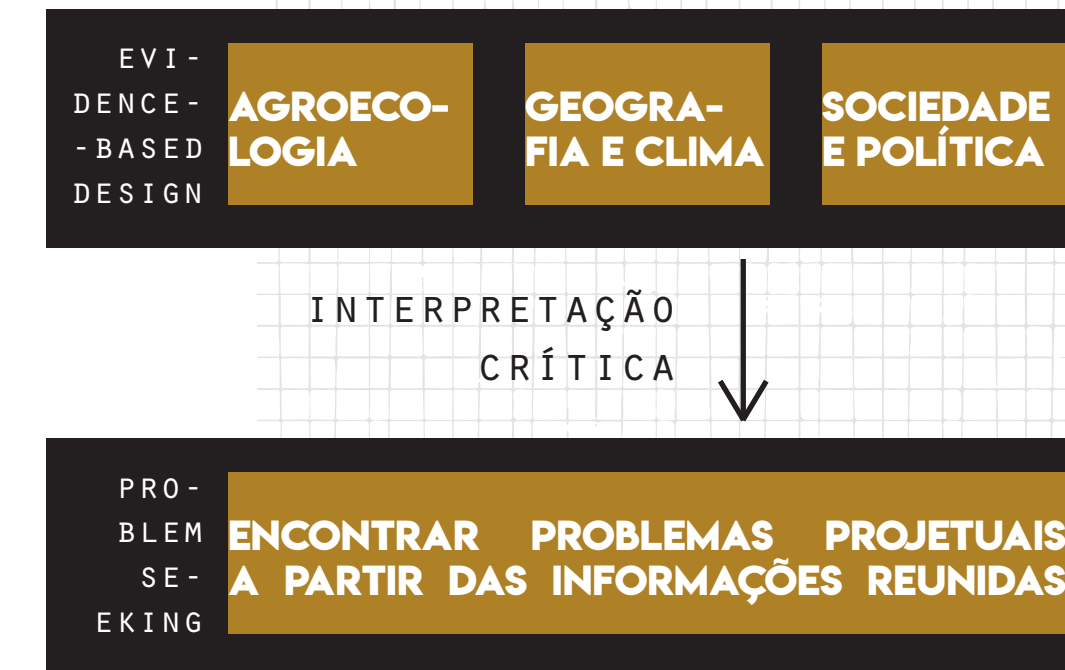 EVI-
DENCE-
-BASED
DESIGN
AGROECO-
LOGIA
GEOGRA-
FIA E CLIMA
SOCIEDADE
E POLÍTICA
INTERPRETAÇÃO
CRÍTICA
PRO-
BLEM
SE-
EKING
ENCONTRAR PROBLEMAS PROJETUAIS
A PARTIR DAS INFORMAÇÕES REUNIDAS